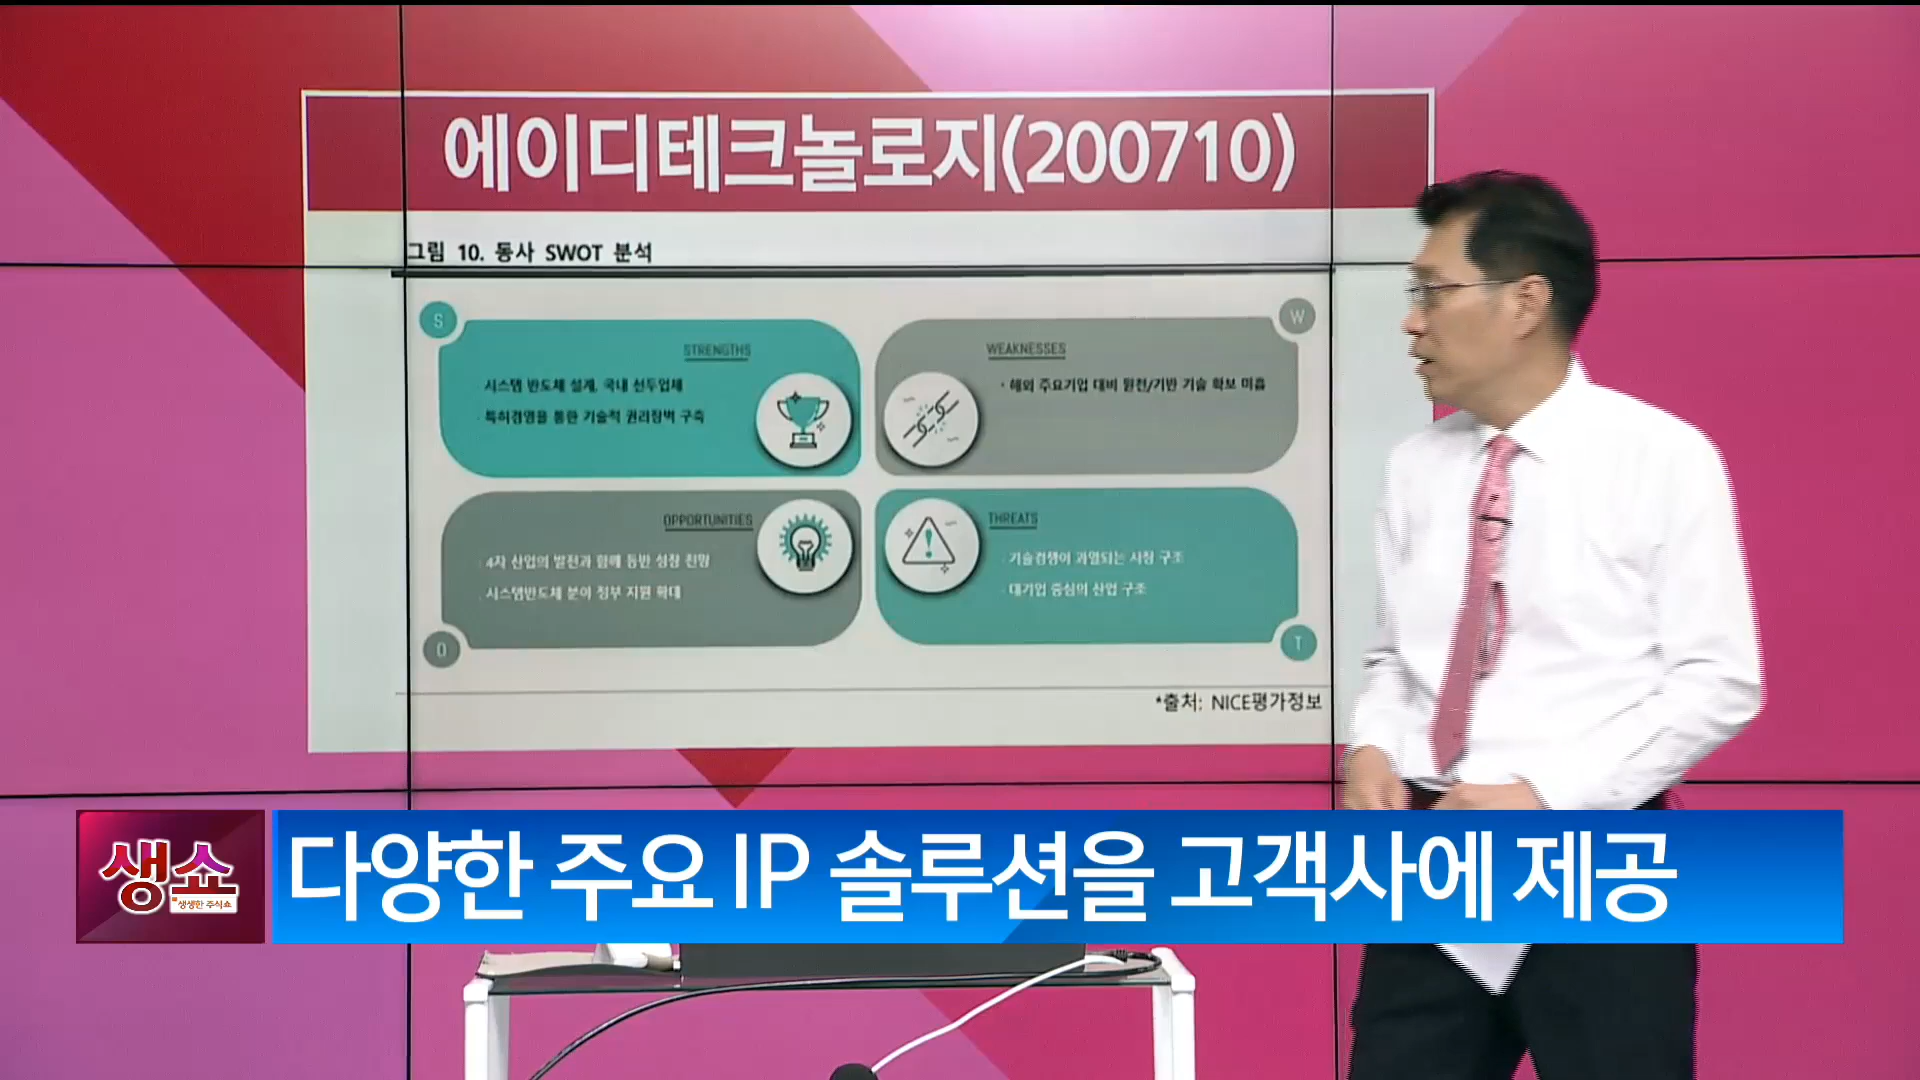 에이디테크놀로지(200710)
그림 10. 동사 SWOT 분석
S
STRENGTHS
시스템 반도체 설계, 국내 선두업체
특허경영을 통한 기술적 권리장벽 구축
W
WEAKNESSES
· 해외 주요기업 대비 원천/기반 기술 확보 미흡
OPPORTUNITIES
· 4차 산업의 발전과 함께 동반 성장 전망
· 시스템반도체 분야 정부 지원 확대
O
THREATS
· 기술경쟁이 과열되는 시장 구조
· 대기업 중심의 산업 구조
T
*출처: NICE평가정보
생쇼
생생한 주식쇼
다양한 주요 IP 솔루션을 고객사에 제공